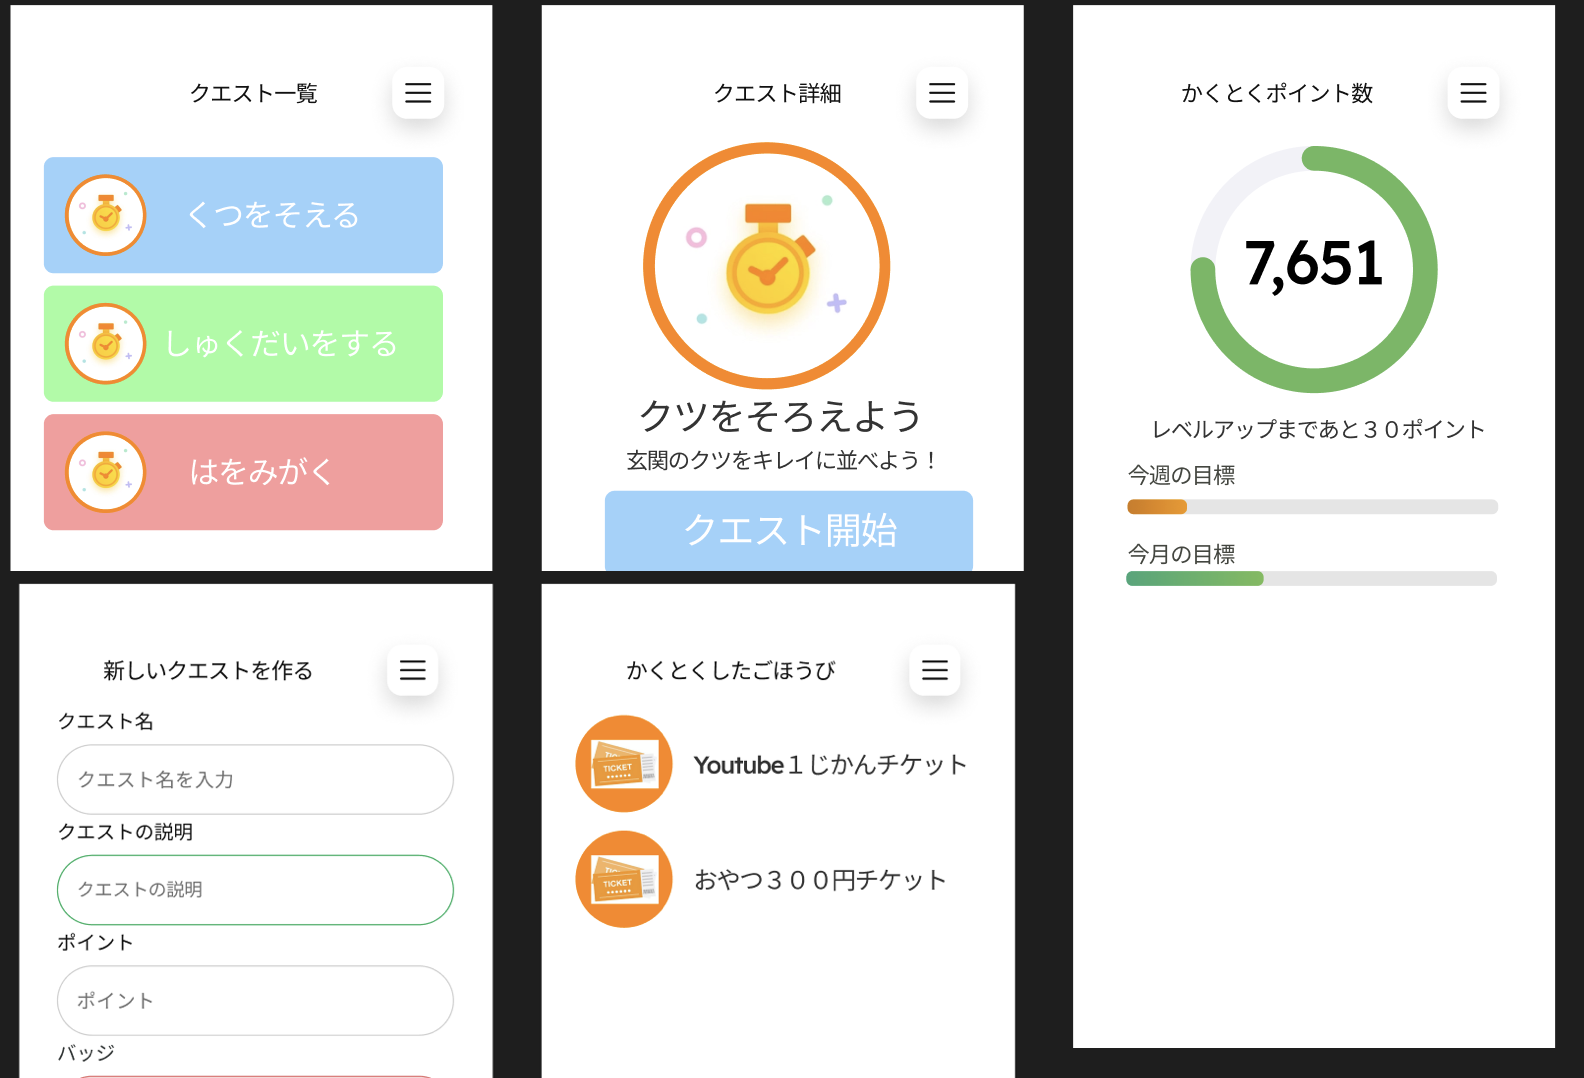 クエスト一覧
くつをそえる
しゅくだいをする
はをみがく
クエスト詳細
クツをそろえよう
玄関のクツをキレイに並べよう！
クエスト開始
かくとくポイント数
7,651
レベルアップまであと３０ポイント
今週の目標
今月の目標
新しいクエストを作る
クエスト名
クエスト名を入力
クエストの説明
クエストの説明
ポイント
ポイント
バッジ
かくとくしたごほうび
TICKET
Youtube１じかんチケット
TICKET
おやつ３００円チケット